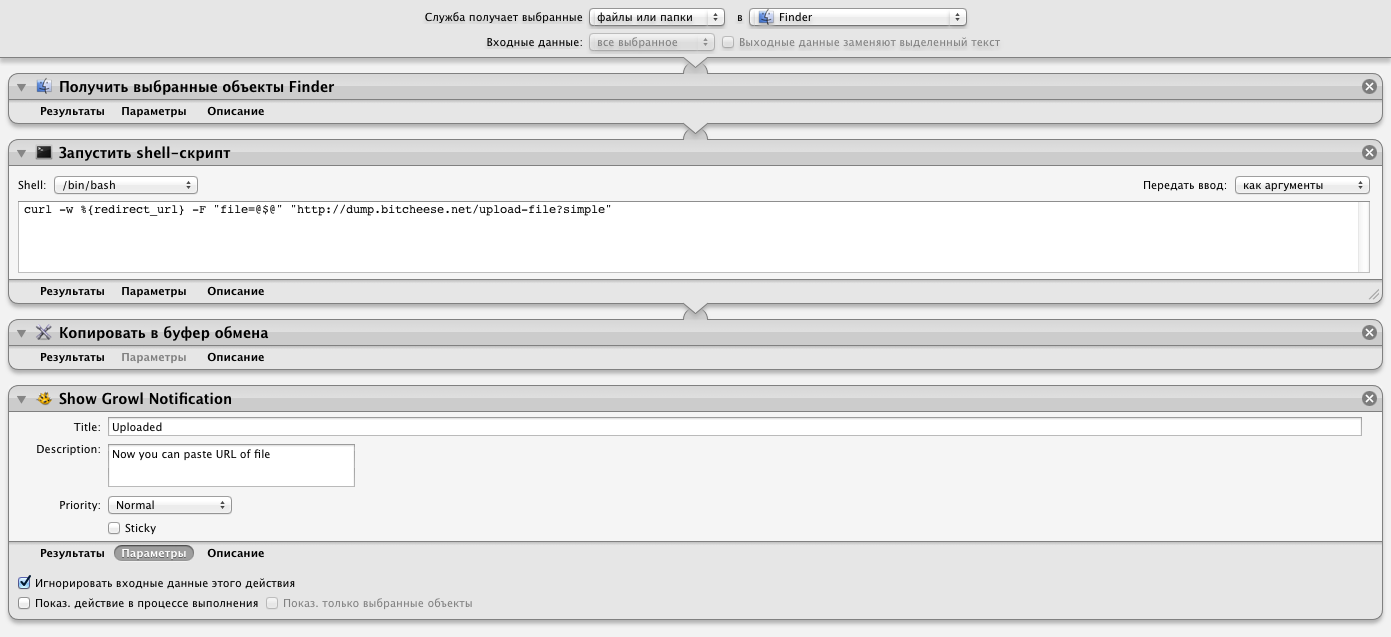 Служба получает выбранные файлы или папки в Finder
Входные данные: все выбранное Выходные данные заменяют выделенный текст
Получить выбранные объекты Finder
Результаты Параметры Описание
Запустить shell-скрипт
Shell: /bin/bash Передать ввод: как аргументы
curl -w %{redirect_url} -F "file=@$@" "http://dump.bitcheese.net/upload-file?simple"
Результаты Параметры Описание
Копировать в буфер обмена
Результаты Параметры Описание
Show Growl Notification
Title: Uploaded
Description: Now you can paste URL of file
Priority: Normal
Sticky
Результаты Параметры Описание
Игнорировать входные данные этого действия
Показ. действие в процессе выполнения Показ. только выбранные объекты